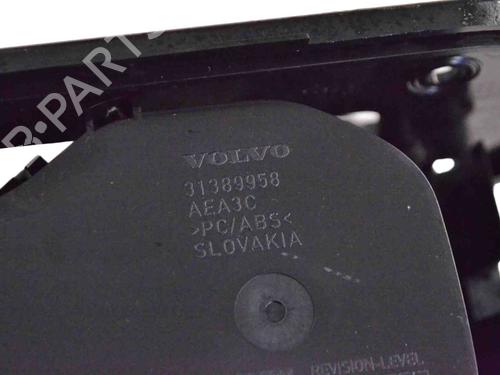 VOLVO
31389958
AEA3C
>PC/ABS<
SLOVAKIA
REVISION-LEVEL